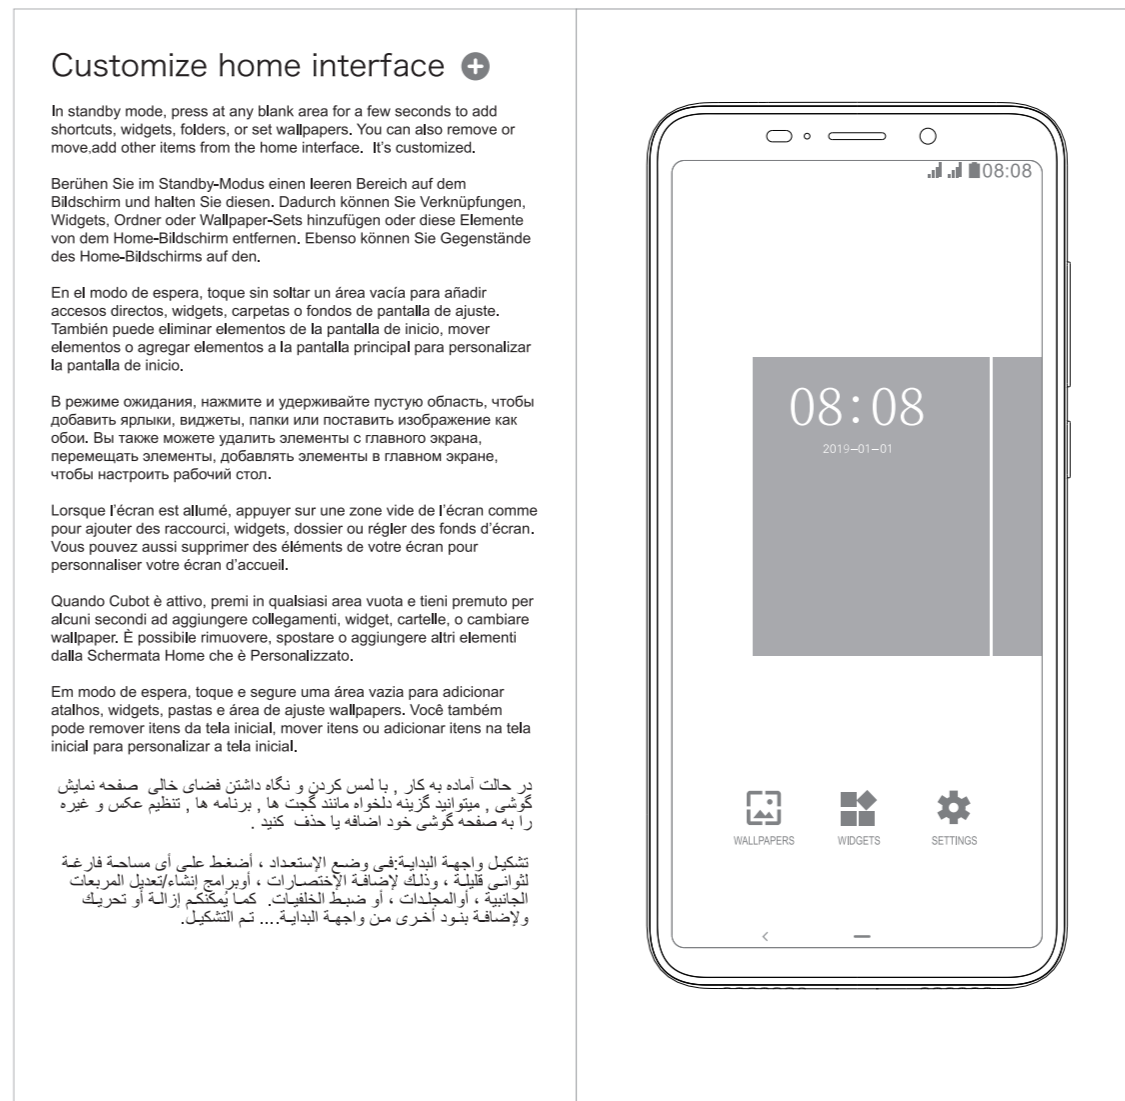 Customize home interface
In standby mode, press at any blank area for a few seconds to add
shortcuts, widgets, folders, or set wallpapers. You can also remove or
move,add other items from the home interface. It's customized.
Berühen Sie im Standby-Modus einen leeren Bereich auf dem
Bildschirm und halten Sie diesen. Dadurch können Sie Verknüpfungen,
Widgets, Ordner oder Wallpaper-Sets hinzufügen oder diese Elemente
von dem Home-Bildschirm entfernen. Ebenso können Sie Gegenstände
des Home-Bildschirms auf den.
En el modo de espera, toque sin soltar un área vacía para añadir
accesos directos, widgets, carpetas o fondos de pantalla de ajuste.
También puede eliminar elementos de la pantalla de inicio, mover
elementos o agregar elementos a la pantalla principal para personalizar
la pantalla de inicio.
В режиме ожидания, нажмите и удерживайте пустую область, чтобы
добавить ярлыки, виджеты, папки или поставить изображение как
обои. Вы также можете удалить элементы с главного экрана,
перемещать элементы, добавлять элементы в главном экране,
чтобы настроить рабочий стол.
Lorsque l'écran est allumé, appuyer sur une zone vide de l'écran comme
pour ajouter des raccourci, widgets, dossier ou régler des fonds d'écran.
Vous pouvez aussi supprimer des éléments de votre écran pour
personnaliser votre écran d'accueil.
Quando Cubot è attivo, premi in qualsiasi area vuota e tieni premuto per
alcuni secondi ad aggiungere collegamenti, widget, cartelle, o cambiare
wallpaper. È possibile rimuovere, spostare o aggiungere altri elementi
dalla Schermata Home che è Personalizzato.
Em modo de espera, toque e segure uma área vazia para adicionar
atalhos, widgets, pastas e área de ajuste wallpapers. Você também
pode remover itens da tela inicial, mover itens ou adicionar itens na tela
inicial para personalizar a tela inicial.
در حالت آماده به کار , با لمس کردن و نگاه داشتن فضای خالی صفحه نمایش
گوشی , میتوانید گزینه دلخواه مانند گجت ها , برنامه ها , تنظیم عکس و غیره
را به صفحه گوشی خود اضافه یا حذف کنید .
تشكيل واجهة البداية:فى وضع الإستعداد ، أضغط على أى مساحة فارغة
لثوانى قليلة ، وذلك لإضافة الإختصارات ، أوبرامج إنشاء/تعديل المربعات
الجانبية ، أوالمجلدات ، أو ضبط الخلفيات. كما يُمكنكم إزالة أو تحريك
ولإضافة بنود أخرى من واجهة البداية.... تم التشكيل.
08:08
08:08
2019-01-01
WALLPAPERS WIDGETS SETTINGS